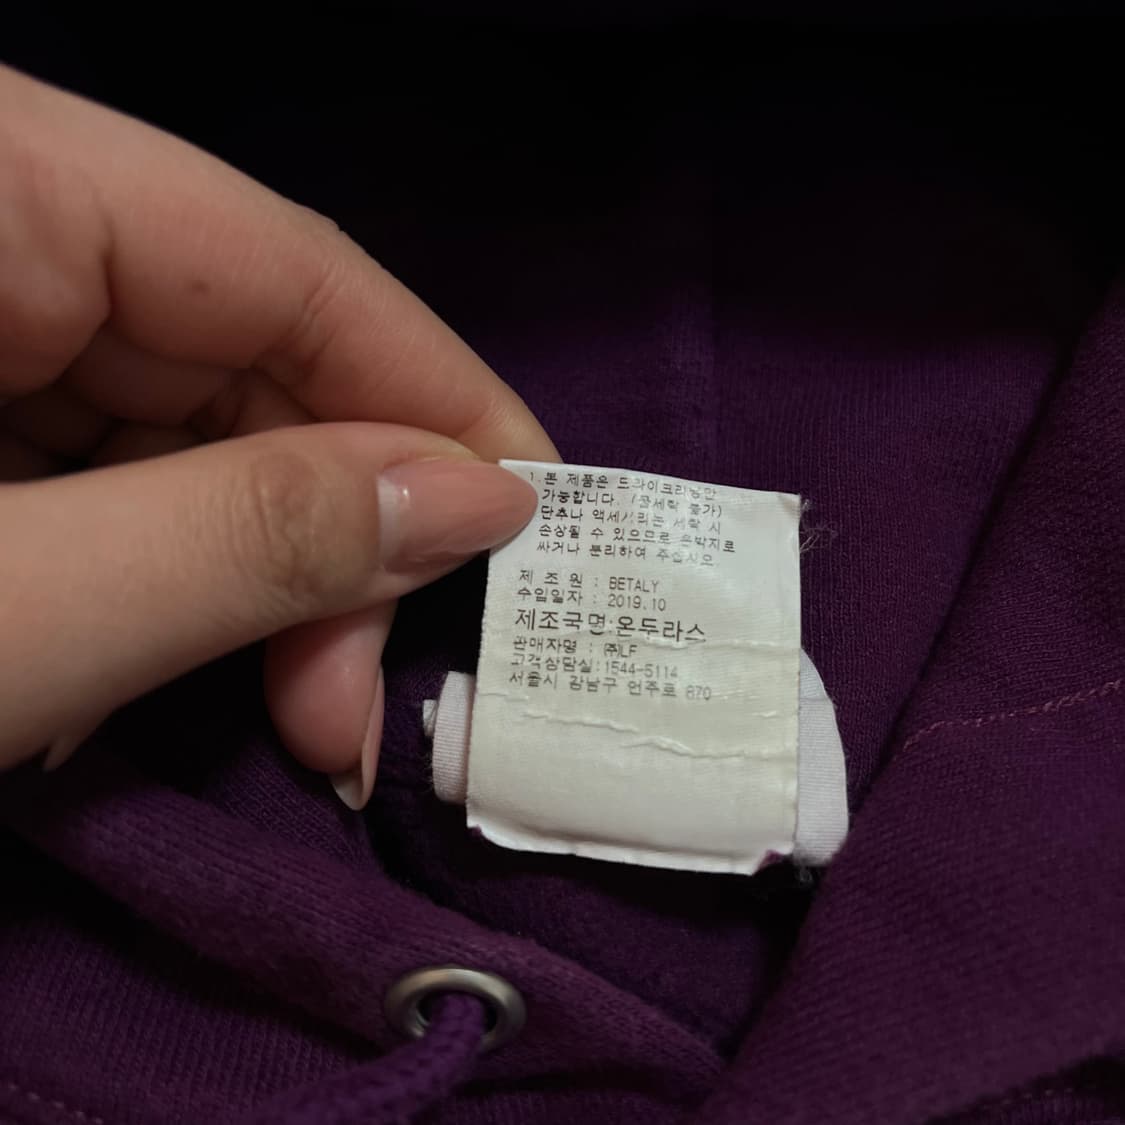 1. 본 제품은 드라이크리닝만
가능합니다. (물세탁 불가)
단추나 액세서리는 세탁 시
손상될 수 있으므로 은박지로
싸거나 분리하여 주십시오
제 조 원 : BETALY
수입일자 : 2019.10
제조국명:온두라스
판매자명 : ㈜LF
고객상담실:1544-5114
서울시 강남구 언주로 870